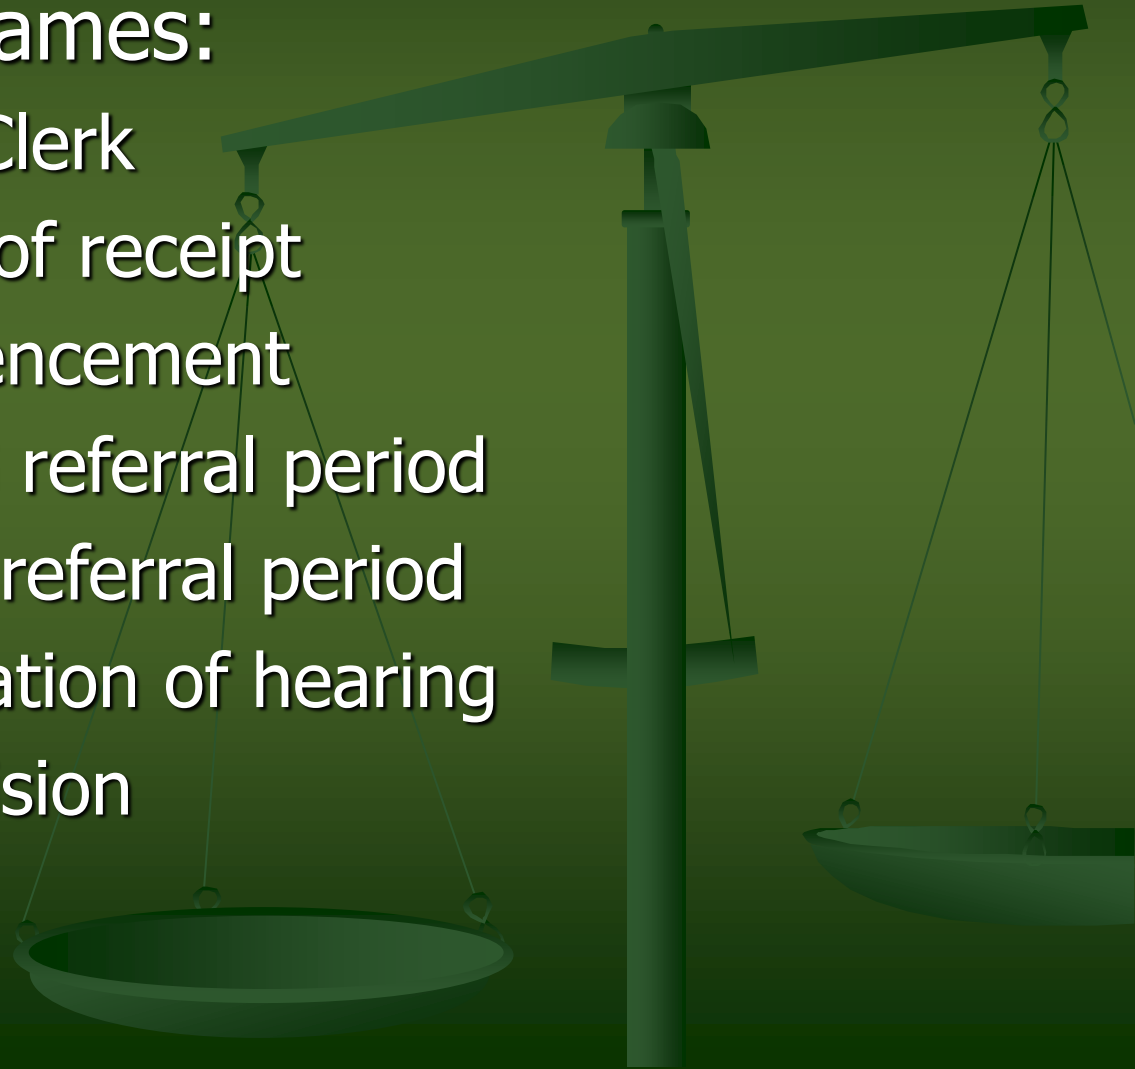 ames:
Clerk
of receipt
encement
referral period
referral period
ation of hearing
sion